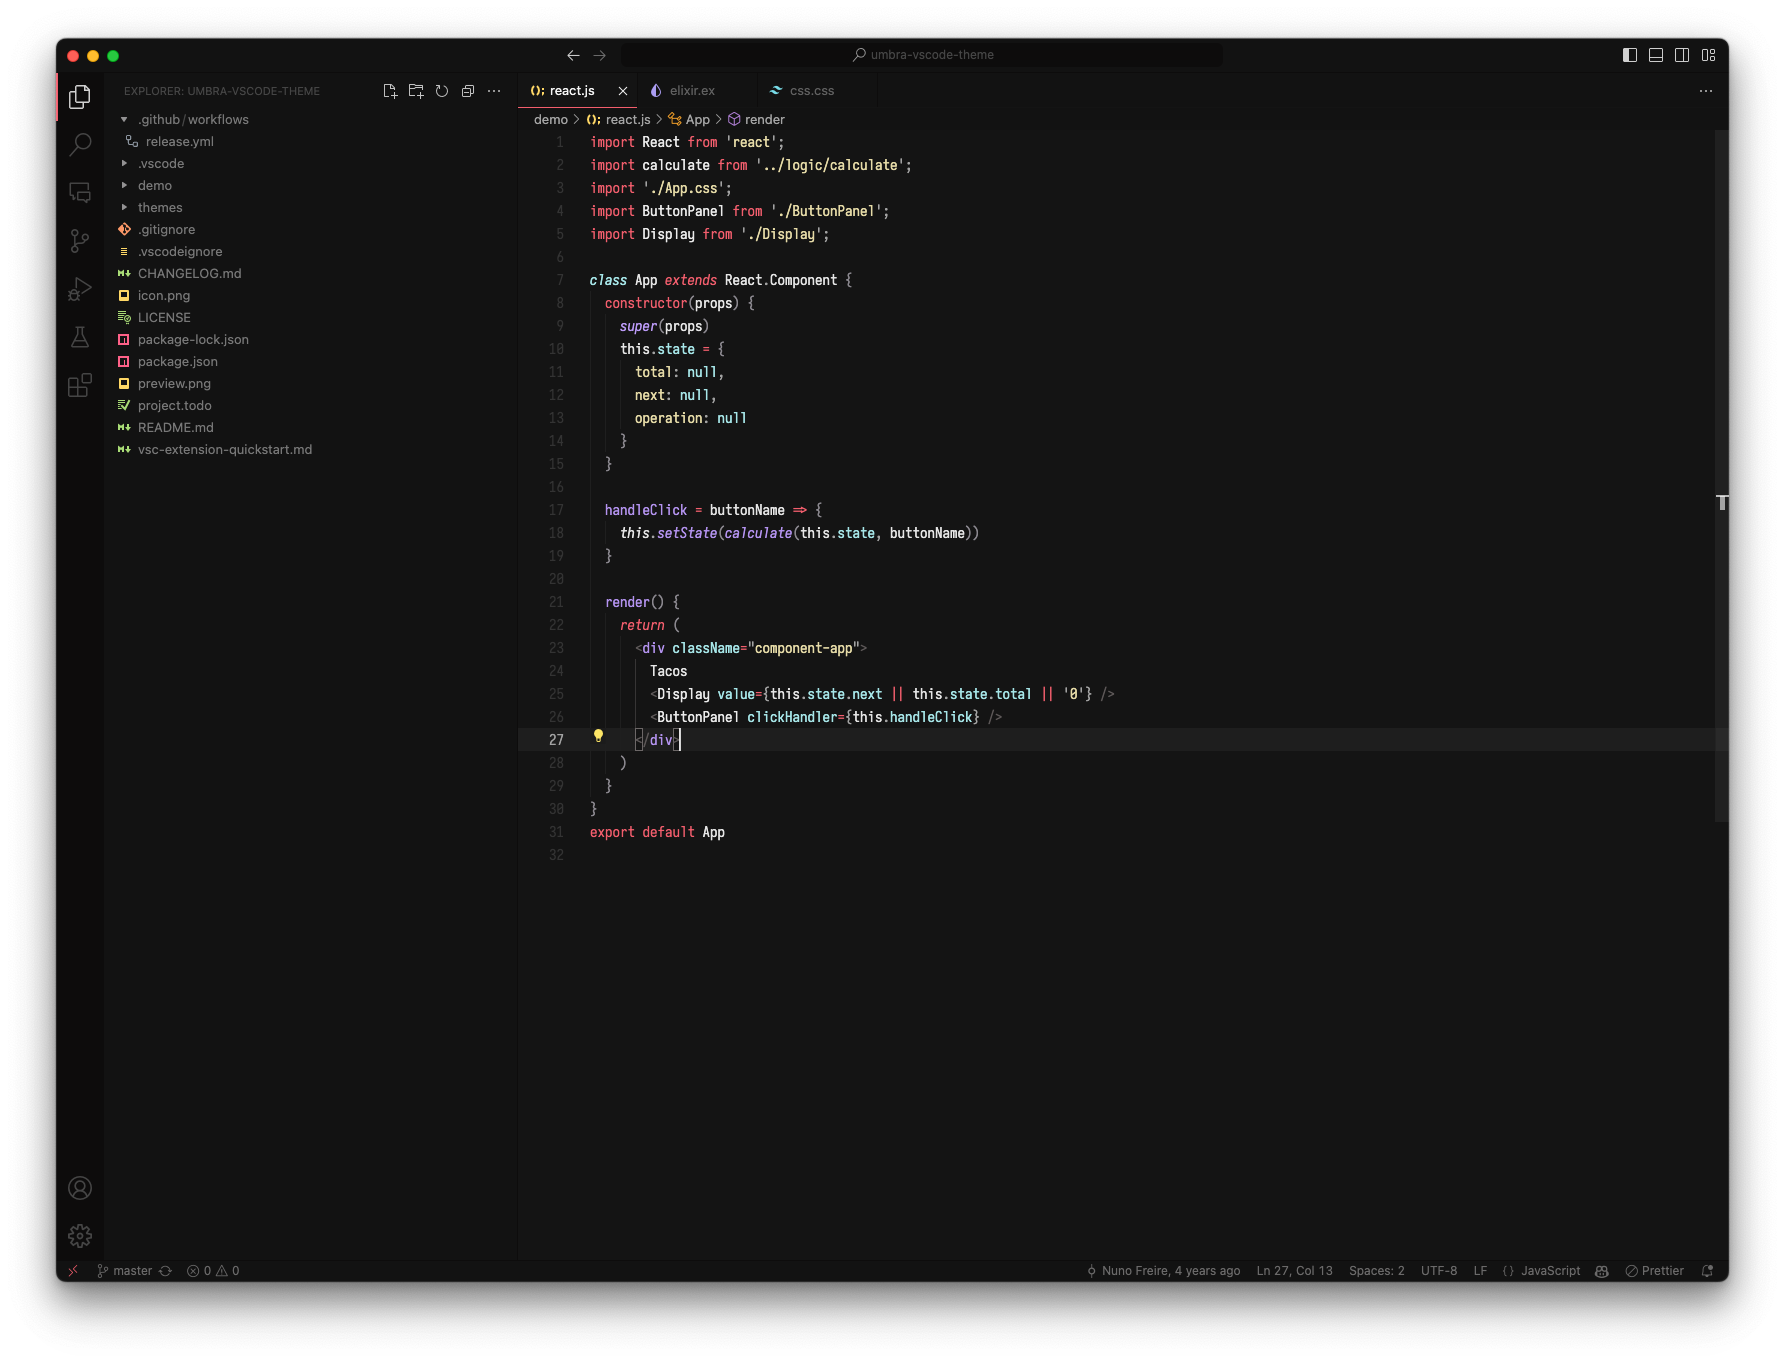 umbra-vscode-theme
EXPLORER: UMBRA-VSCODE-THEME
.github/workflows
release.yml
.vscode
demo
themes
.gitignore
.vscodeignore
CHANGELOG.md
icon.png
LICENSE
package-lock.json
package.json
preview.png
project.todo
README.md
vsc-extension-quickstart.md
react.js
elixir.ex
css.css
demo > react.js > App > render
1 import React from 'react';
2 import calculate from '../logic/calculate';
3 import './App.css';
4 import ButtonPanel from './ButtonPanel';
5 import Display from './Display';
6
7 class App extends React.Component {
8   constructor(props) {
9     super(props)
10     this.state = {
11       total: null,
12       next: null,
13       operation: null
14     }
15   }
16
17   handleClick = buttonName => {
18     this.setState(calculate(this.state, buttonName))
19   }
20
21   render() {
22     return (
23       <div className="component-app">
24         Tacos
25         <Display value={this.state.next || this.state.total || '0'} />
26         <ButtonPanel clickHandler={this.handleClick} />
27       </div>
28     )
29   }
30 }
31 export default App
32
master 0 0
Nuno Freire, 4 years ago Ln 27, Col 13 Spaces: 2 UTF-8 LF {} JavaScript Prettier